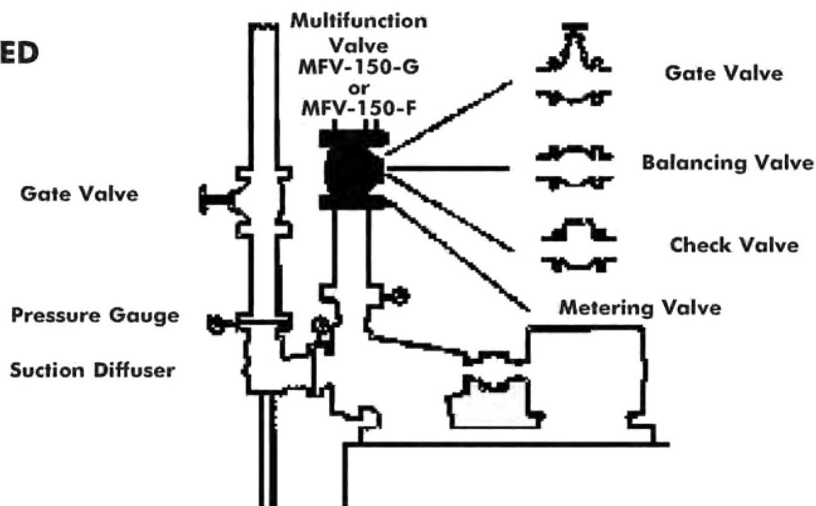 ED
Multifunction
Valve
MFV-150-G
or
MFV-150-F
Gate Valve
Balancing Valve
Check Valve
Metering Valve
Gate Valve
Pressure Gauge
Suction Diffuser